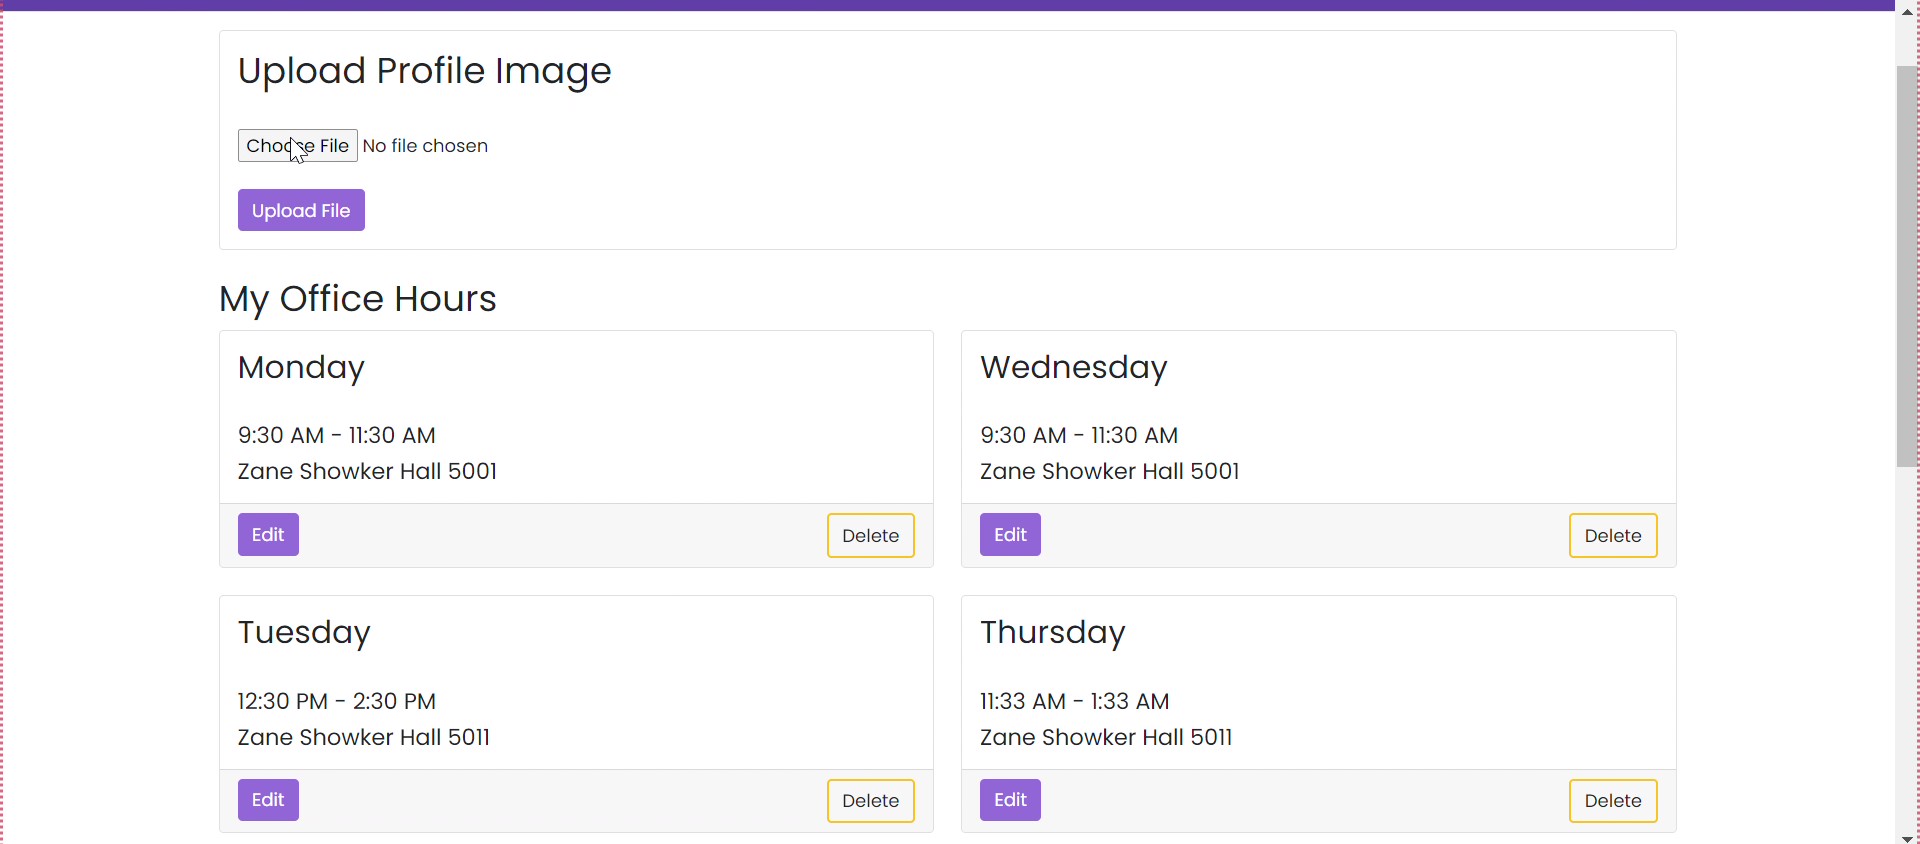 Upload Profile Image
Choose File No file chosen
Upload File
My Office Hours
Monday
9:30 AM - 11:30 AM
Zane Showker Hall 5001
Edit
Delete
Wednesday
9:30 AM - 11:30 AM
Zane Showker Hall 5001
Edit
Delete
Tuesday
12:30 PM - 2:30 PM
Zane Showker Hall 5011
Edit
Delete
Thursday
11:33 AM - 1:33 AM
Zane Showker Hall 5011
Edit
Delete